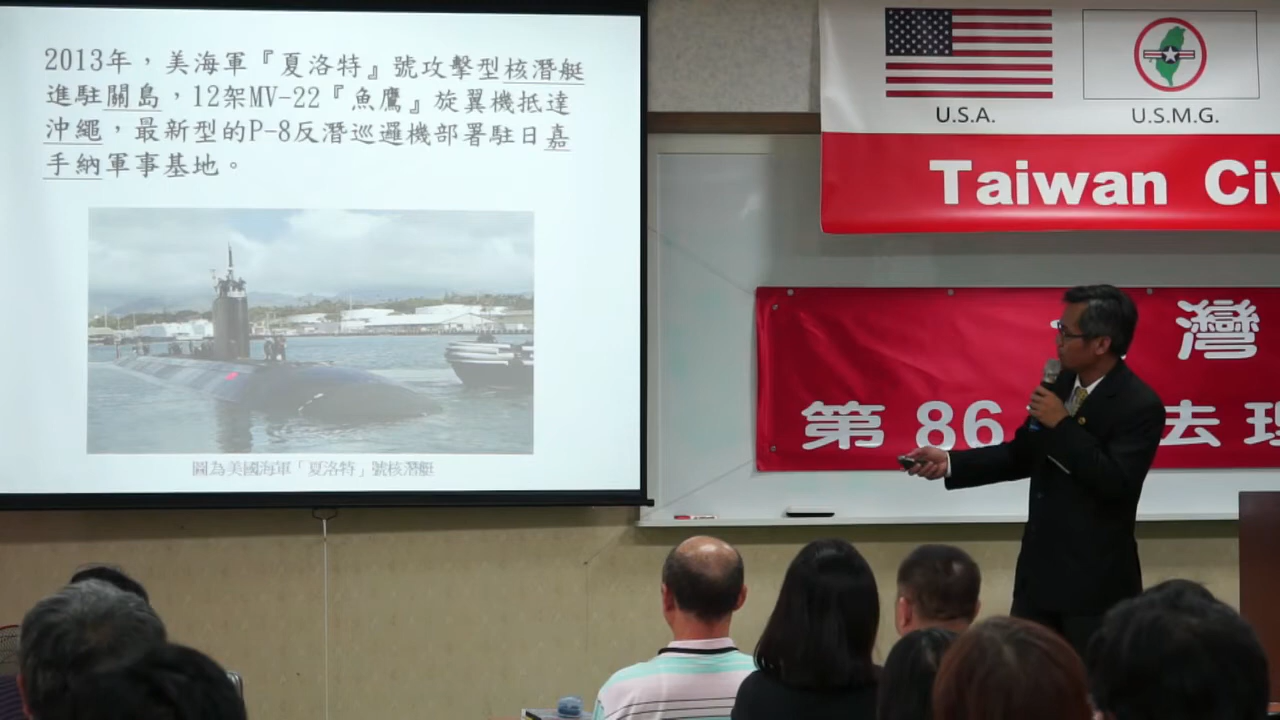 2013年，美海軍『夏洛特』號攻擊型核潛艇
進駐關島，12架MV-22『魚鷹』旋翼機抵達
沖繩，最新型的P-8反潛巡邏機部署駐日嘉
手納軍事基地。
圖為美國海軍「夏洛特」號核潛艇
U.S.A.
U.S.M.G.
Taiwan Civ
灣
第 86 去 理